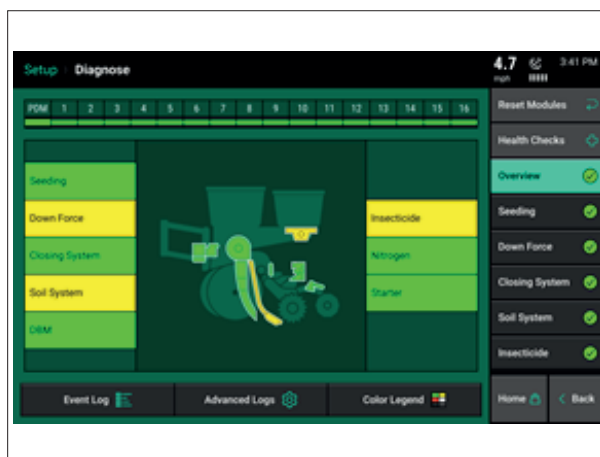 Setup / Diagnose
4.7 mph
3:41 PM
PDM 1 2 3 4 5 6 7 8 9 10 11 12 13 14 15 16
Seeding
Down Force
Closing System
Soil System
DBM
Insecticide
Nitrogen
Starter
Event Log
Advanced Logs
Color Legend
Reset Modules
Health Checks
Overview
Seeding
Down Force
Closing System
Soil System
Insecticide
Home
< Back